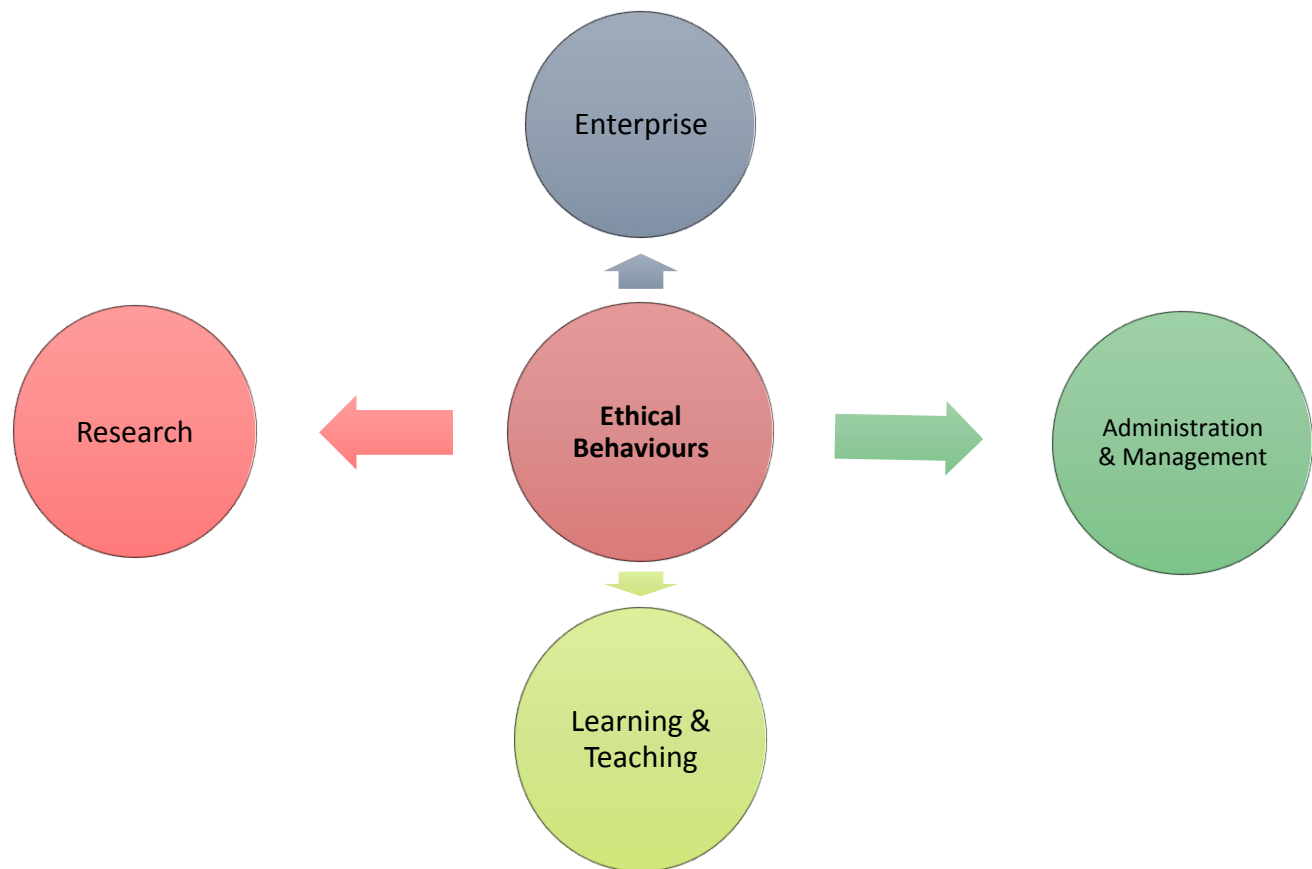 Enterprise
Research
Ethical
Behaviours
Administration
& Management
Learning &
Teaching